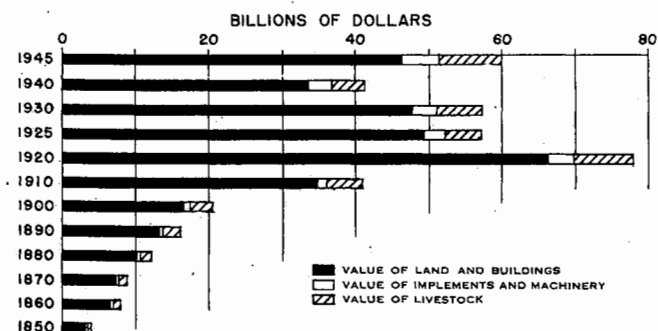 BILLIONS OF DOLLARS
0 20 40 60 80
1945
1940
1930
1925
1920
1910
1900
1890
1880
1870
1860
1850
VALUE OF LAND AND BUILDINGS
VALUE OF IMPLEMENTS AND MACHINERY
VALUE OF LIVESTOCK